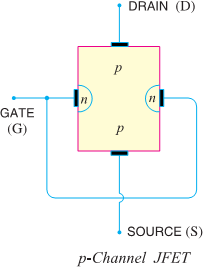 DRAIN (D)
p
n
n
GATE
(G)
p
SOURCE (S)
p-Channel JFET